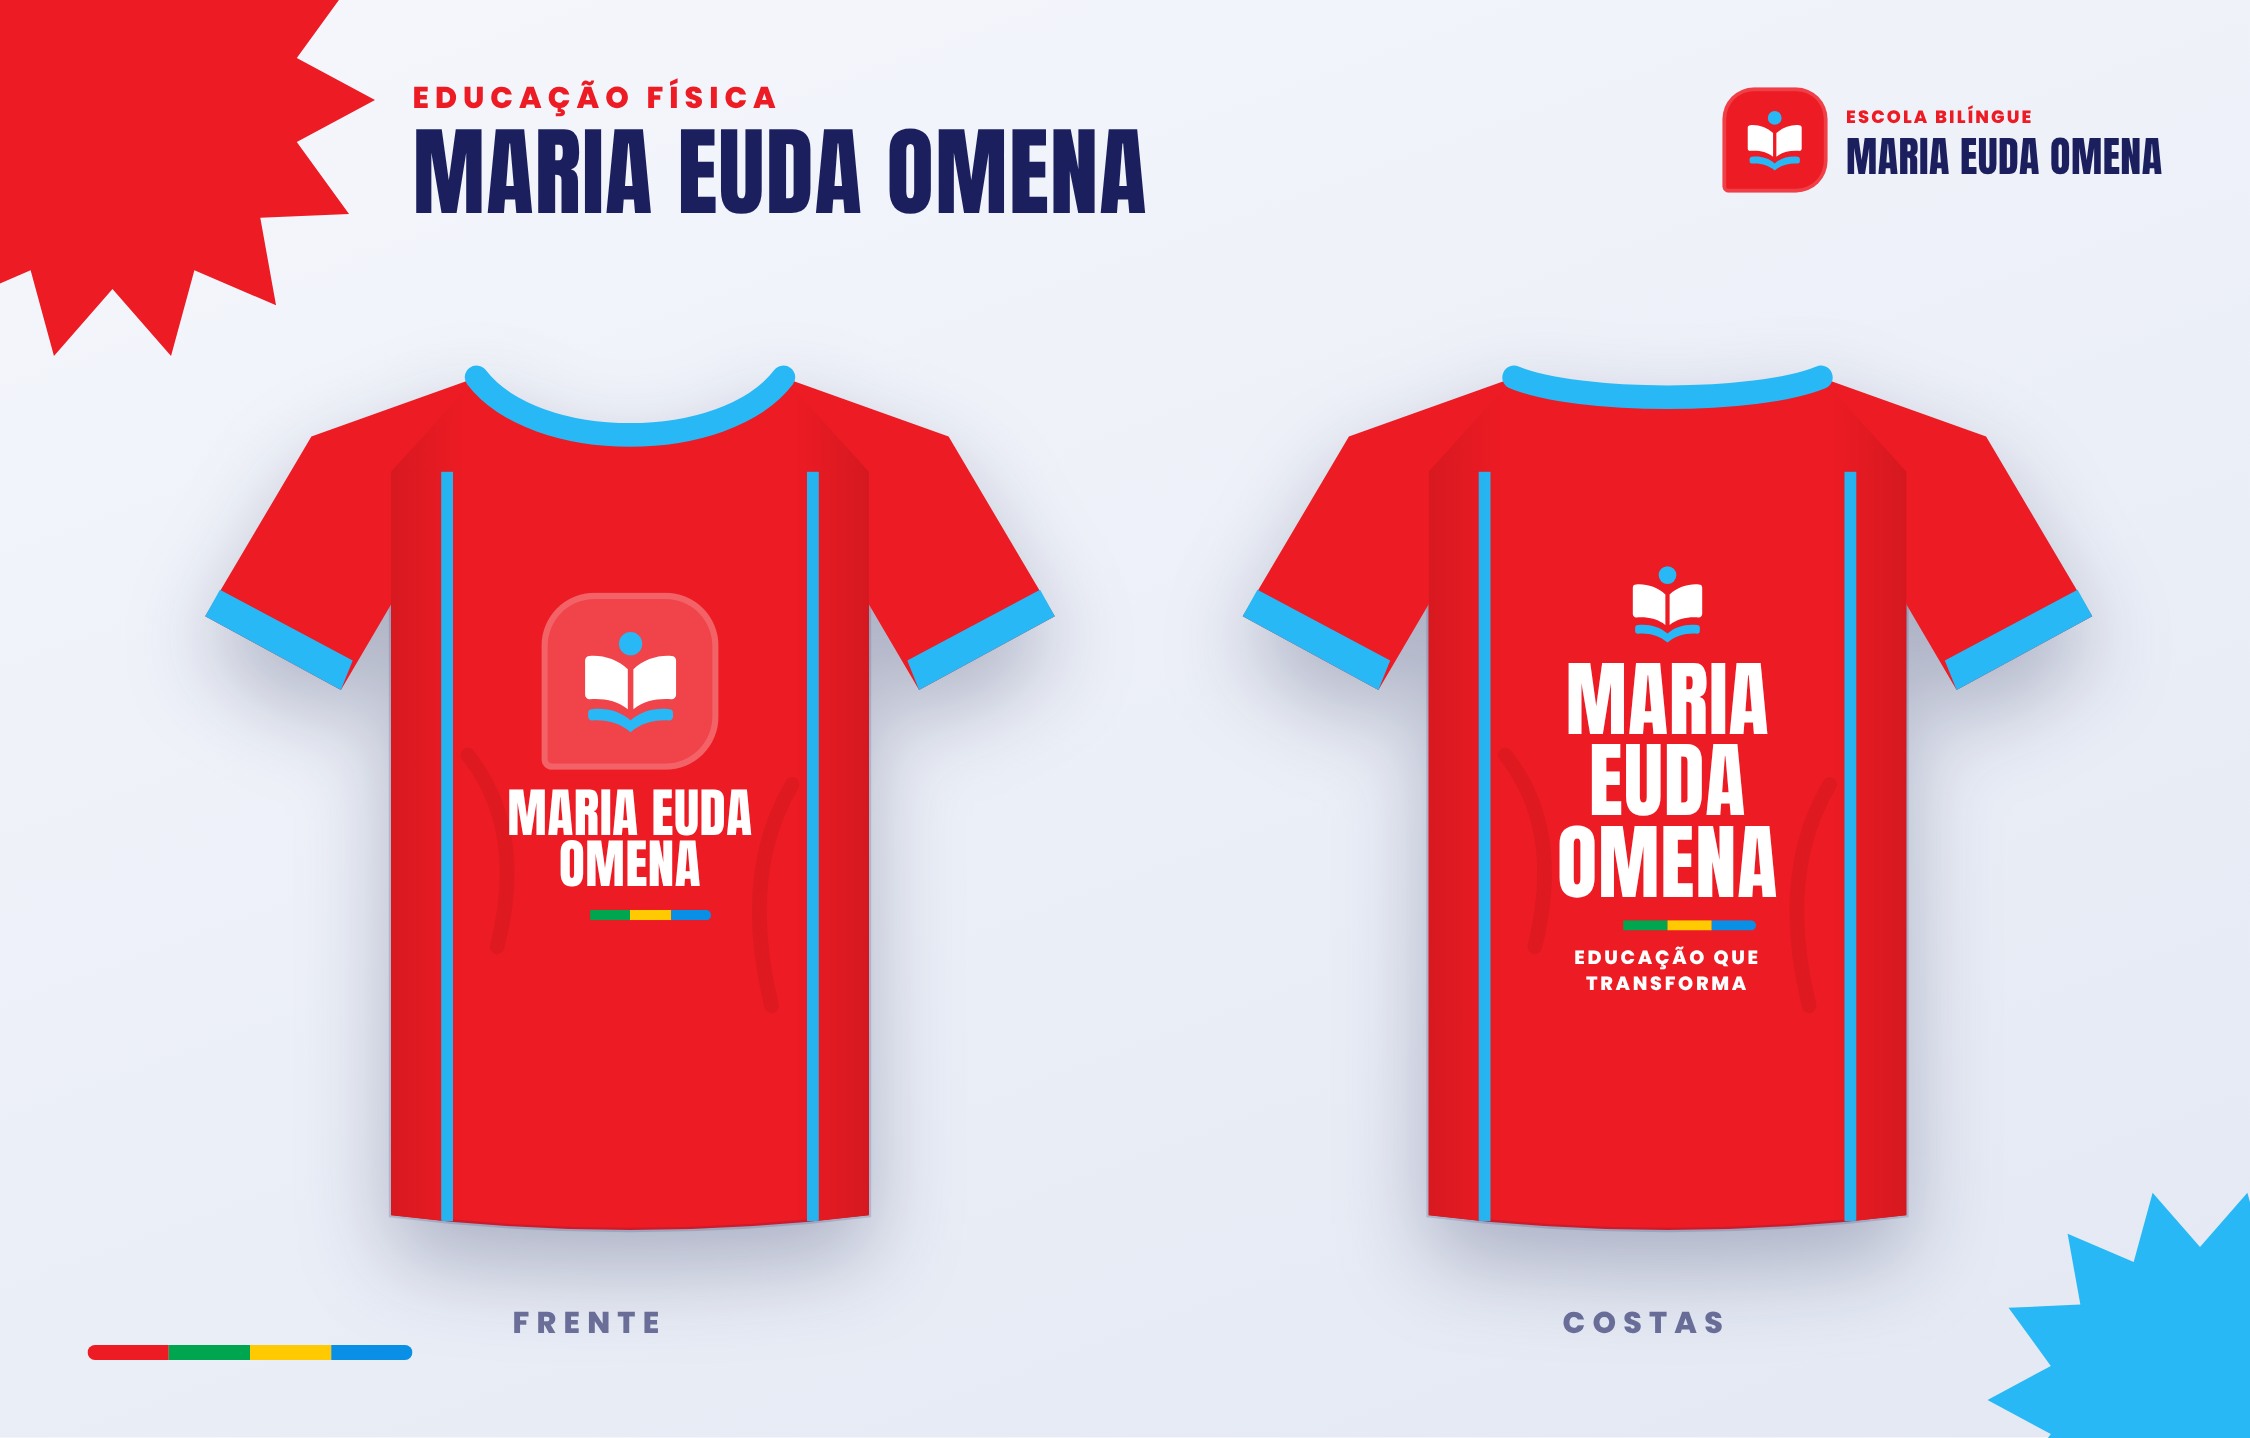 EDUCAÇÃO FÍSICA
MARIA EUDA OMENA
ESCOLA BILÍNGUE
MARIA EUDA OMENA
MARIA EUDA
OMENA
MARIA
EUDA
OMENA
EDUCAÇÃO QUE
TRANSFORMA
FRENTE
COSTAS